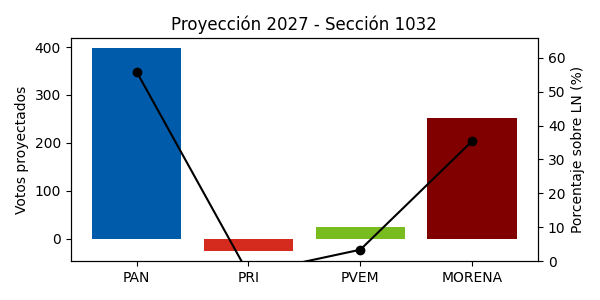 Proyección 2027 - Sección 1032
Votos proyectados
400
300
200
100
0
Porcentaje sobre LN (%)
60
50
40
30
20
10
0
PAN
PRI
PVEM
MORENA